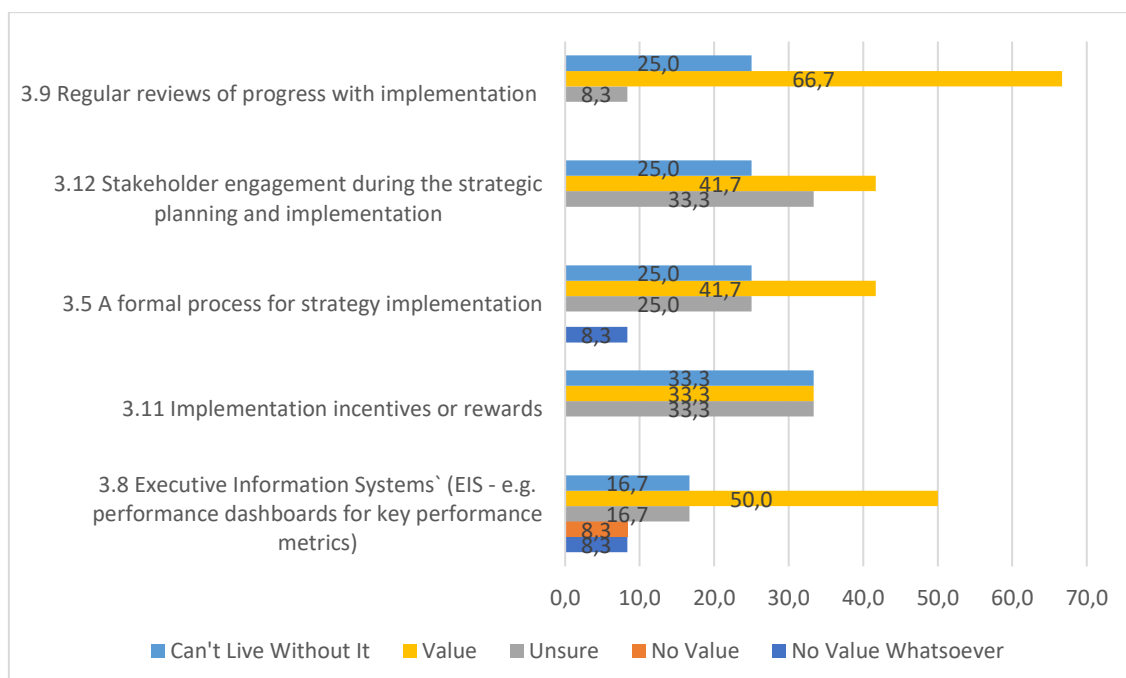 25,0
66,7
3.9 Regular reviews of progress with implementation
8,3
25,0
3.12 Stakeholder engagement during the strategic
41,7
planning and implementation
33,3
25,0
3.5 A formal process for strategy implementation
41,7
25,0
8,3
33,3
3.11 Implementation incentives or rewards
33,3
33,3
3.8 Executive Information Systems` (EIS - e.g.
16,7
performance dashboards for key performance
50,0
metrics)
16,7
8,3
8,3
0,0 10,0 20,0 30,0 40,0 50,0 60,0 70,0
Can't Live Without It Value Unsure No Value No Value Whatsoever